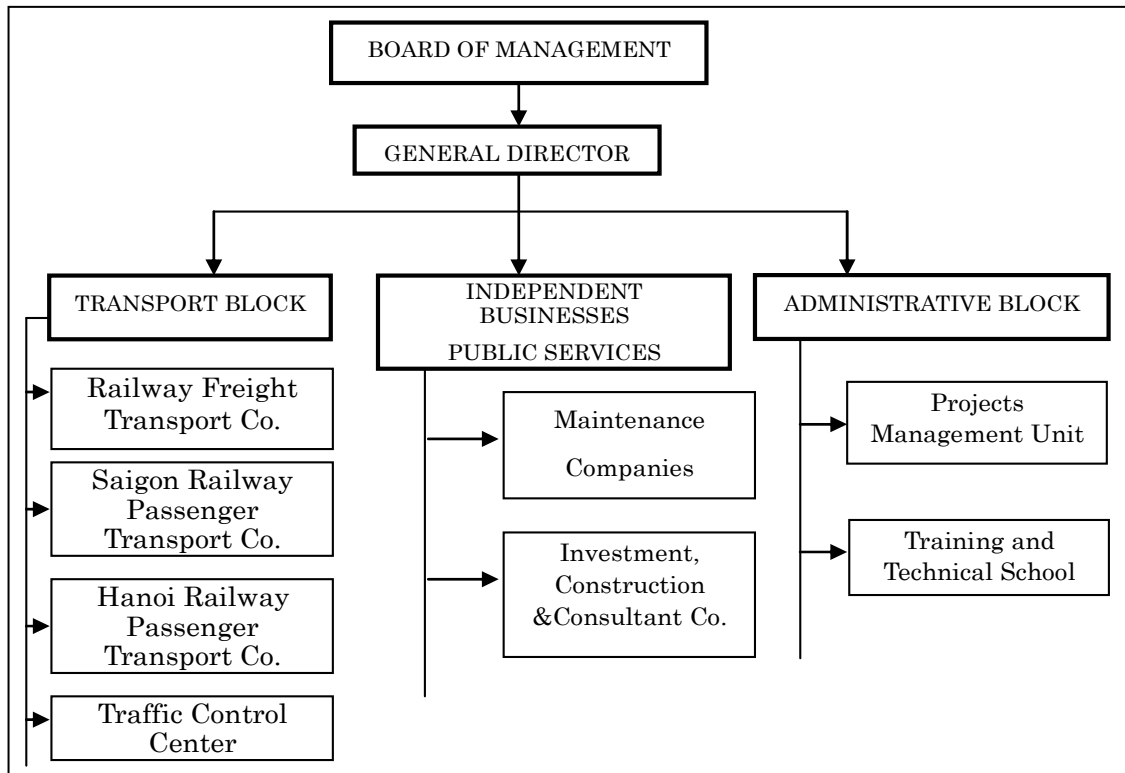 BOARD OF MANAGEMENT
GENERAL DIRECTOR
TRANSPORT BLOCK
Railway Freight
Transport Co.
Saigon Railway
Passenger
Transport Co.
Hanoi Railway
Passenger
Transport Co.
Traffic Control
Center
INDEPENDENT
BUSINESSES
PUBLIC SERVICES
Maintenance
Companies
Investment,
Construction
&Consultant Co.
ADMINISTRATIVE BLOCK
Projects
Management Unit
Training and
Technical School